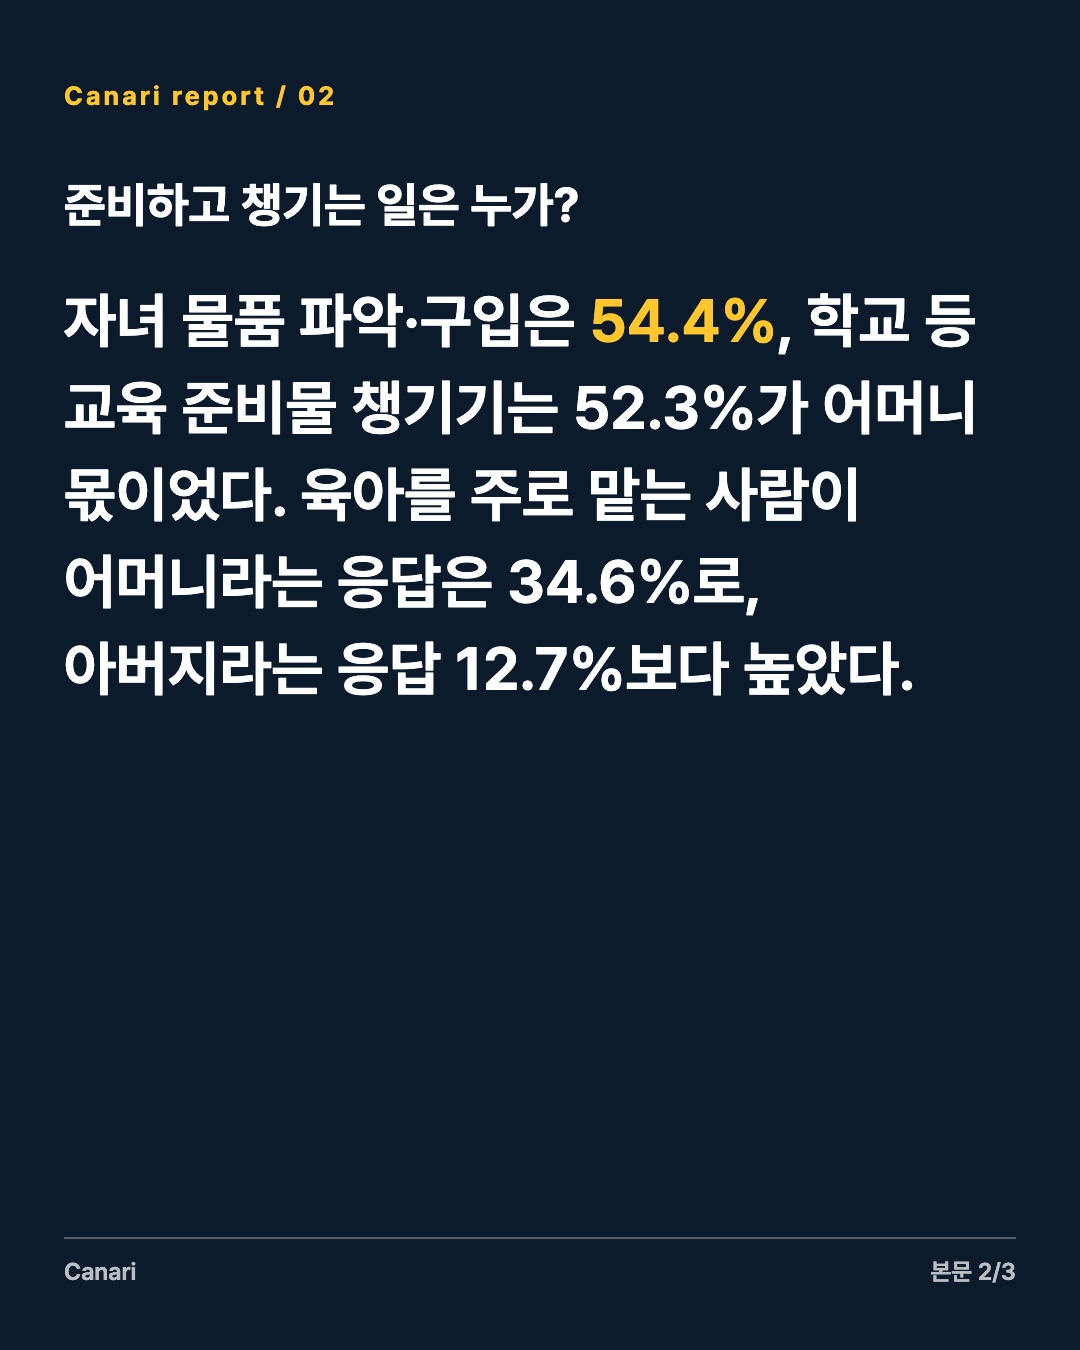 Canari report / 02
준비하고 챙기는 일은 누가?
자녀 물품 파악·구입은 54.4%, 학교 등
교육 준비물 챙기기는 52.3%가 어머니
몫이었다. 육아를 주로 맡는 사람이
어머니라는 응답은 34.6%로,
아버지라는 응답 12.7%보다 높았다.
Canari
본문 2/3